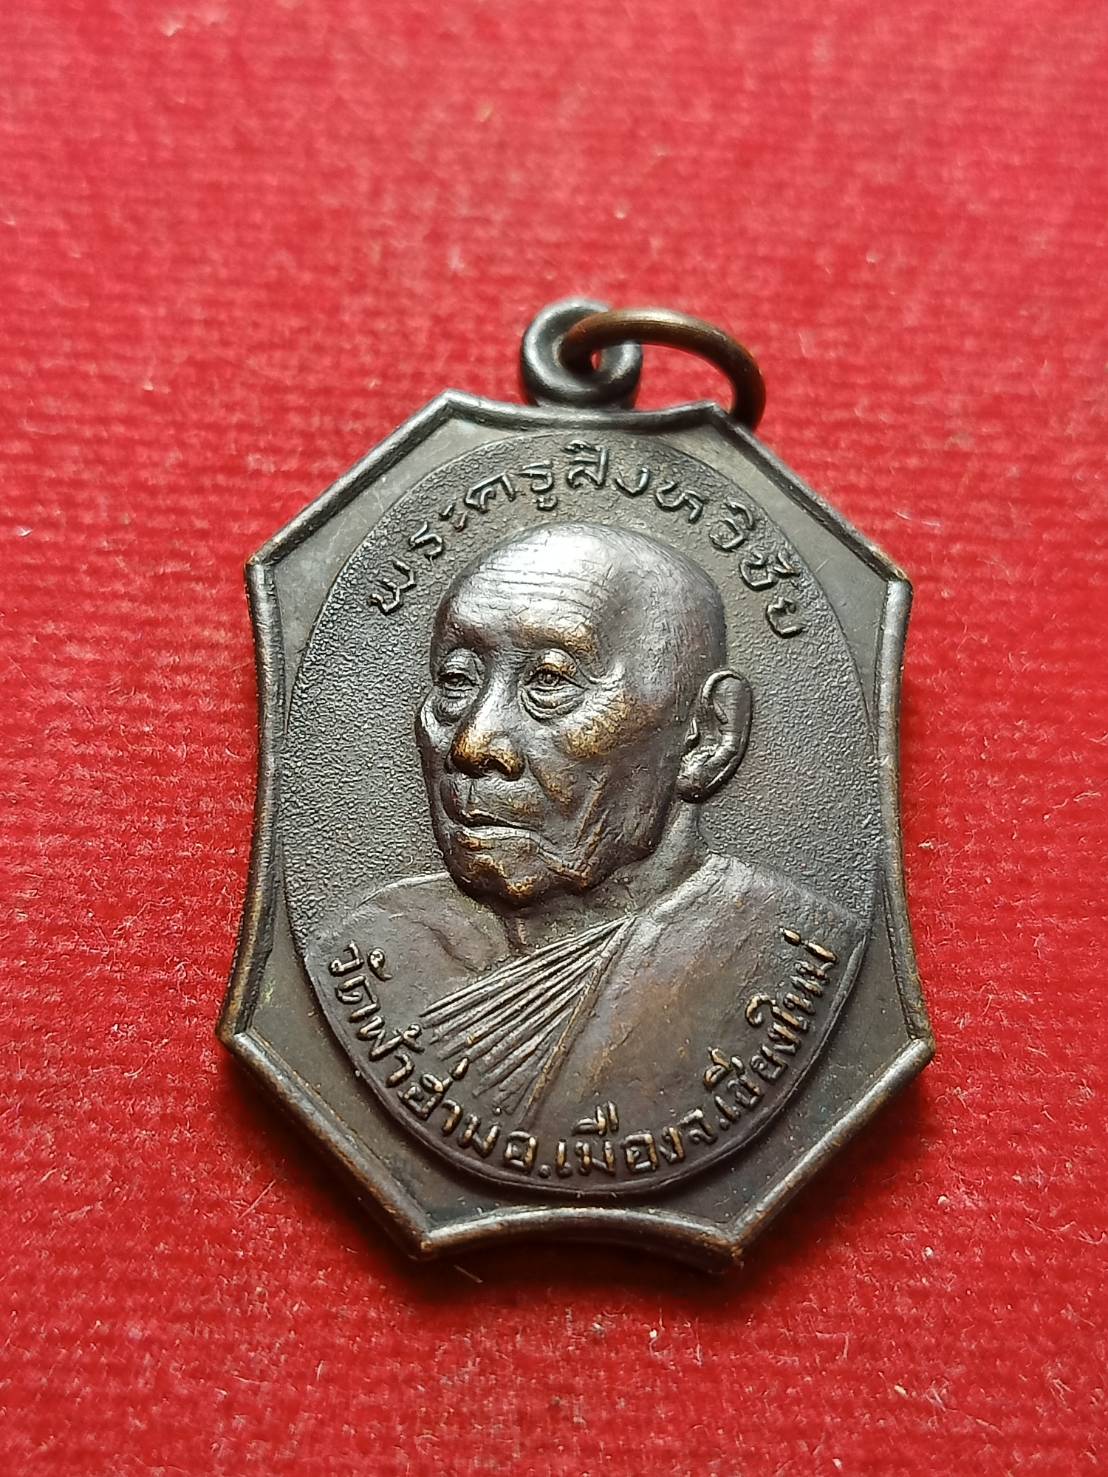 พระครูสิงหวิชัย
วัดฟ้าฮ่าม อ.เมือง จ.เชียงใหม่